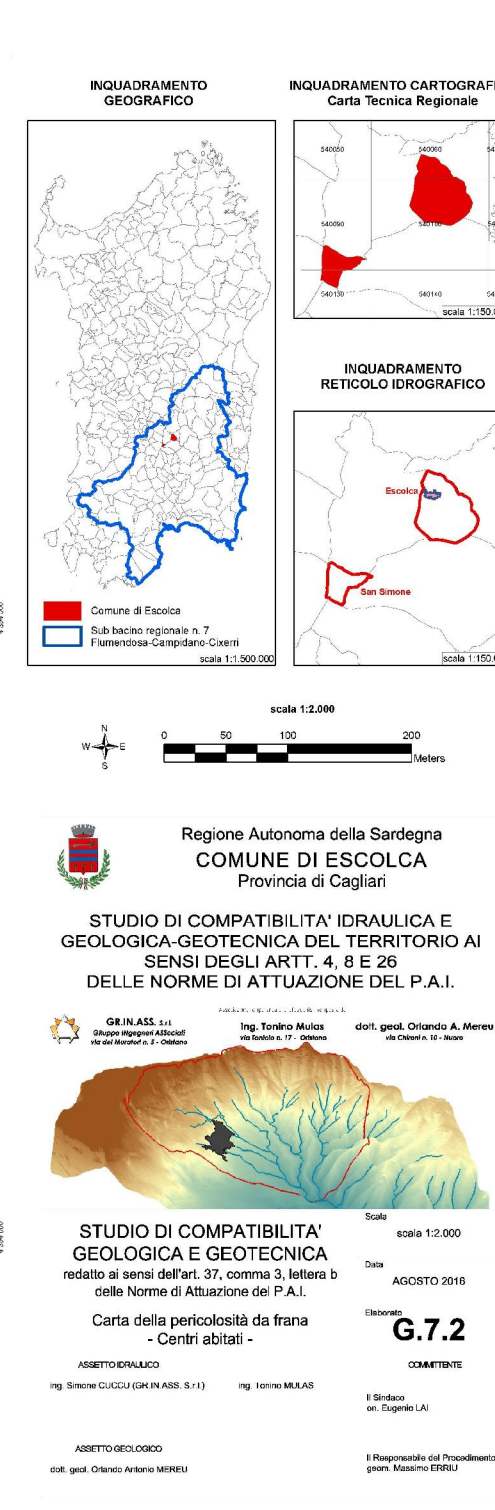 INQUADRAMENTO
GEOGRAFICO
Comune di Escolca
Sub bacino regionale n. 7
Flumendosa-Campidano-Cixerri
scala 1:1.500.000
INQUADRAMENTO CARTOGRAFI
Carta Tecnica Regionale
540050
540060
540090
540100
540130
540140
scala 1:150.0
INQUADRAMENTO
RETICOLO IDROGRAFICO
Escolca
San Simone
scala 1:150.0
scala 1:2.000
N
W
E
S
0
50
100
200
Meters
Regione Autonoma della Sardegna
COMUNE DI ESCOLCA
Provincia di Cagliari
STUDIO DI COMPATIBILITA' IDRAULICA E
GEOLOGICA-GEOTECNICA DEL TERRITORIO AI
SENSI DEGLI ARTT. 4, 8 E 26
DELLE NORME DI ATTUAZIONE DEL P.A.I.
GR.IN.ASS. s.r.l.
GRuppo INgegneri ASSociati
via dei Muratori n. 5 - Oristano
ing. Tonino Mulas
via Toniolo n. 17 - Oristano
dott. geol. Orlando A. Mereu
via Chironi n. 10 - Nuoro
STUDIO DI COMPATIBILITA'
GEOLOGICA E GEOTECNICA
redatto ai sensi dell'art. 37, comma 3, lettera b
delle Norme di Attuazione del P.A.I.
Carta della pericolosità da frana
- Centri abitati -
Scala
scala 1:2.000
Data
AGOSTO 2016
Elaborato
G.7.2
ASSETTO IDRAULICO
ing. Simone CUCCU (GR.IN.ASS. S.r.l.)
ing. Tonino MULAS
ASSETTO GEOLOGICO
dott. geol. Orlando Antonio MEREU
COMMITTENTE
Il Sindaco
on. Eugenio LAI
Il Responsabile del Procedimento
geom. Massimo ERRIU